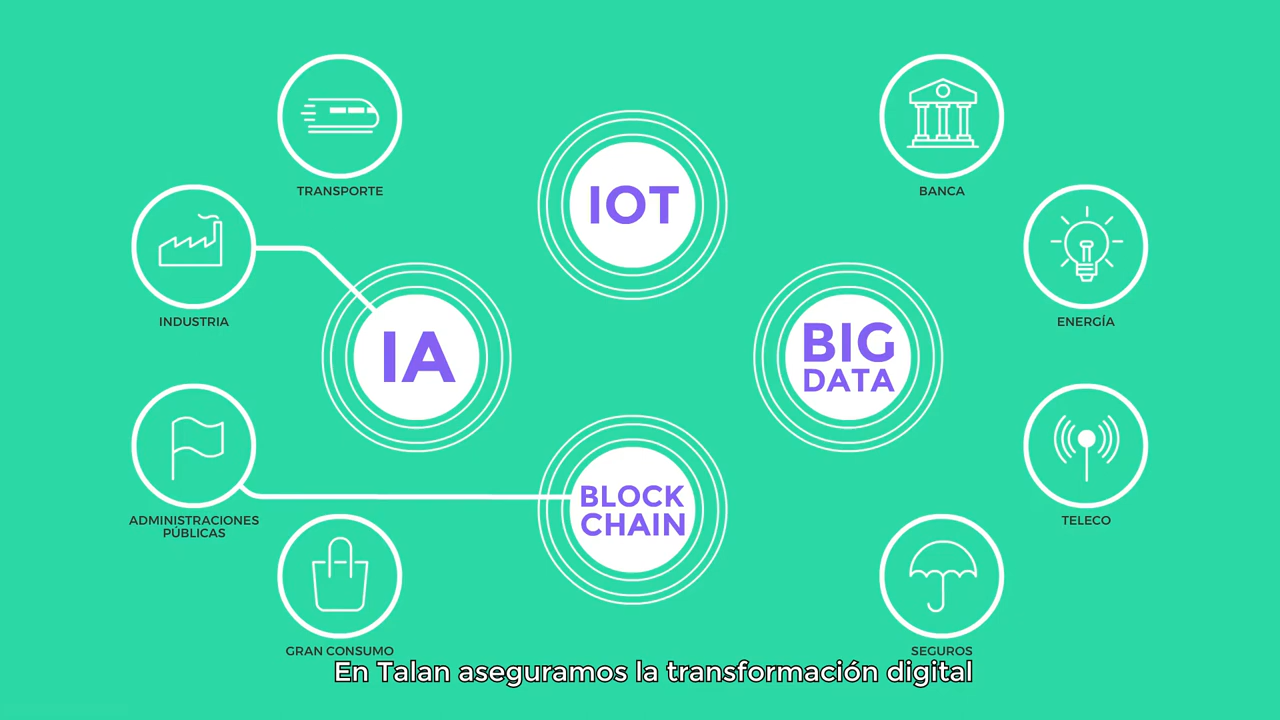 TRANSPORTE
BANCA
IOT
INDUSTRIA
ENERGÍA
IA
BIG
DATA
BLOCK
CHAIN
ADMINISTRACIONES
PÚBLICAS
TELECO
GRAN CONSUMO
SEGUROS
En Talan aseguramos la transformación digital